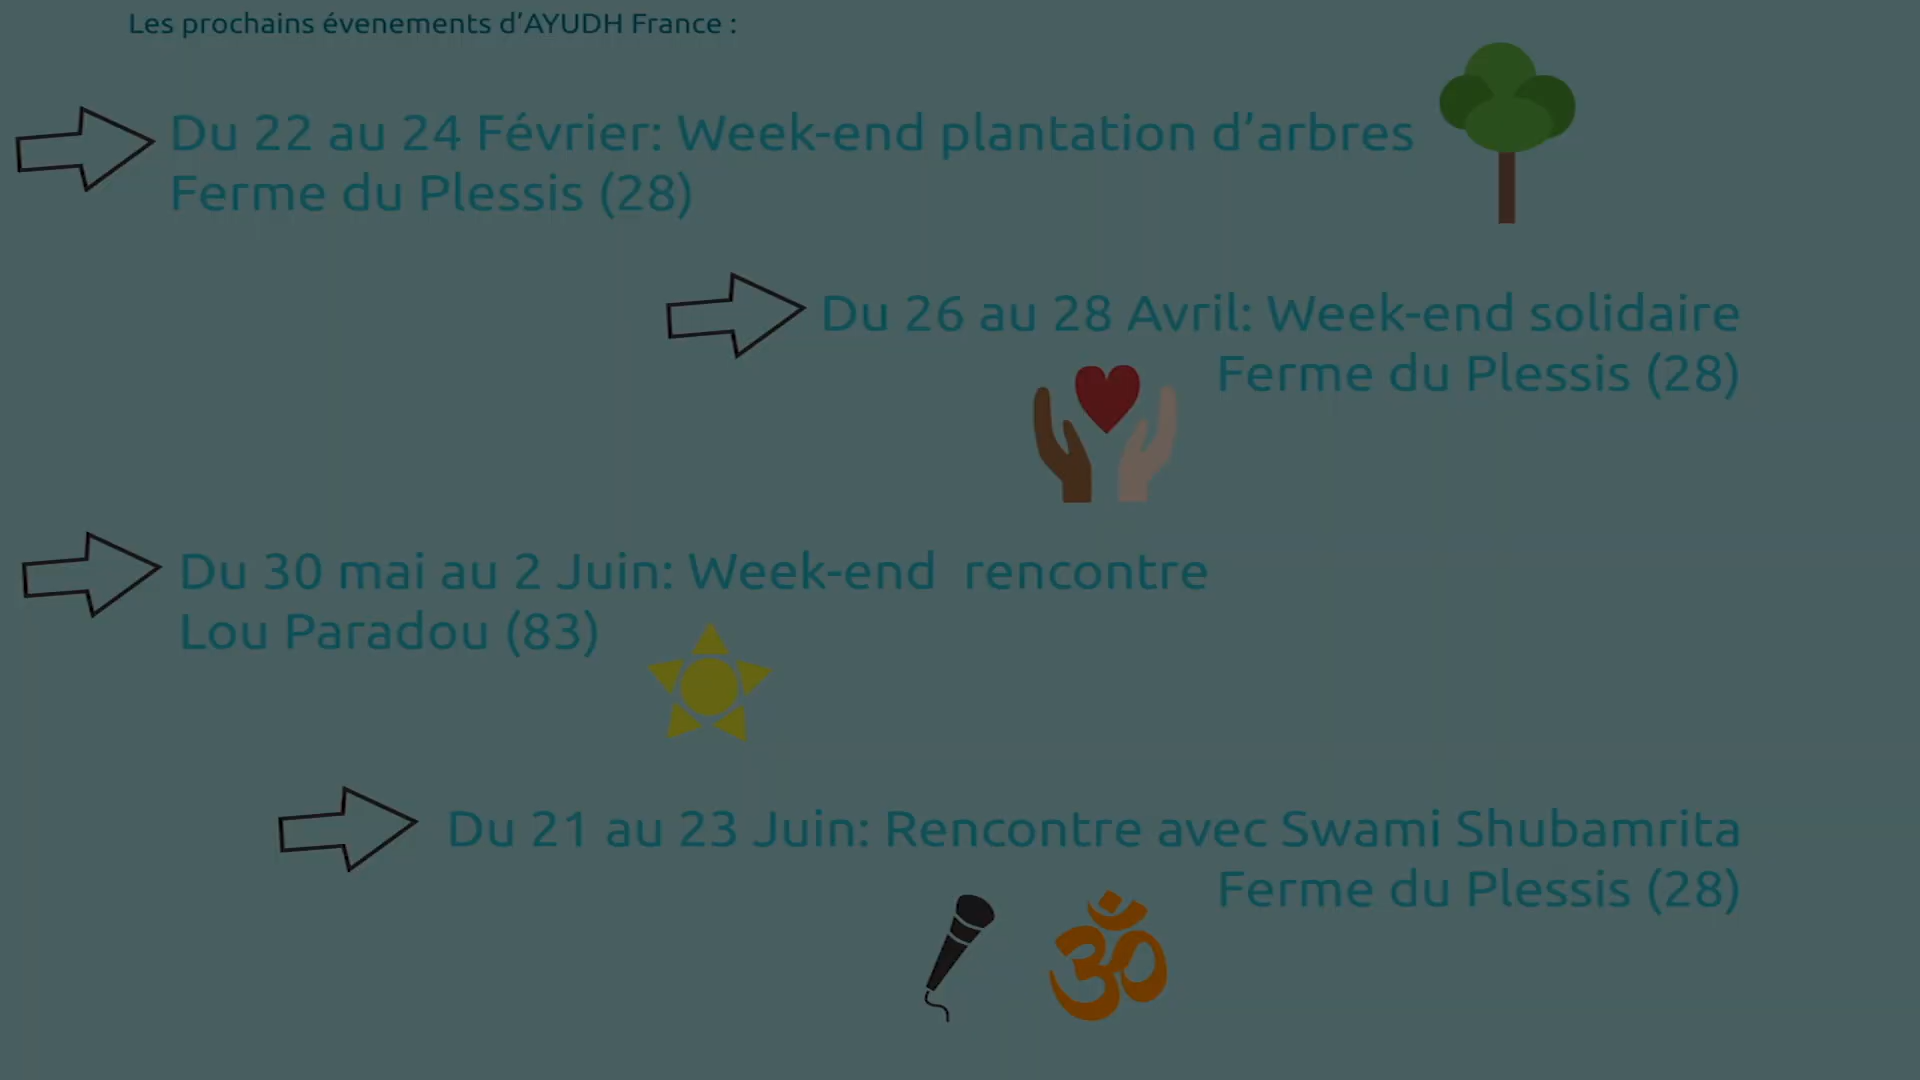 Les prochains évenements d'AYUDH France :
Du 22 au 24 Février: Week-end plantation d'arbres
Ferme du Plessis (28)
Du 26 au 28 Avril: Week-end solidaire
Ferme du Plessis (28)
Du 30 mai au 2 Juin: Week-end rencontre
Lou Paradou (83)
Du 21 au 23 Juin: Rencontre avec Swami Shubamrita
Ferme du Plessis (28)
ॐ